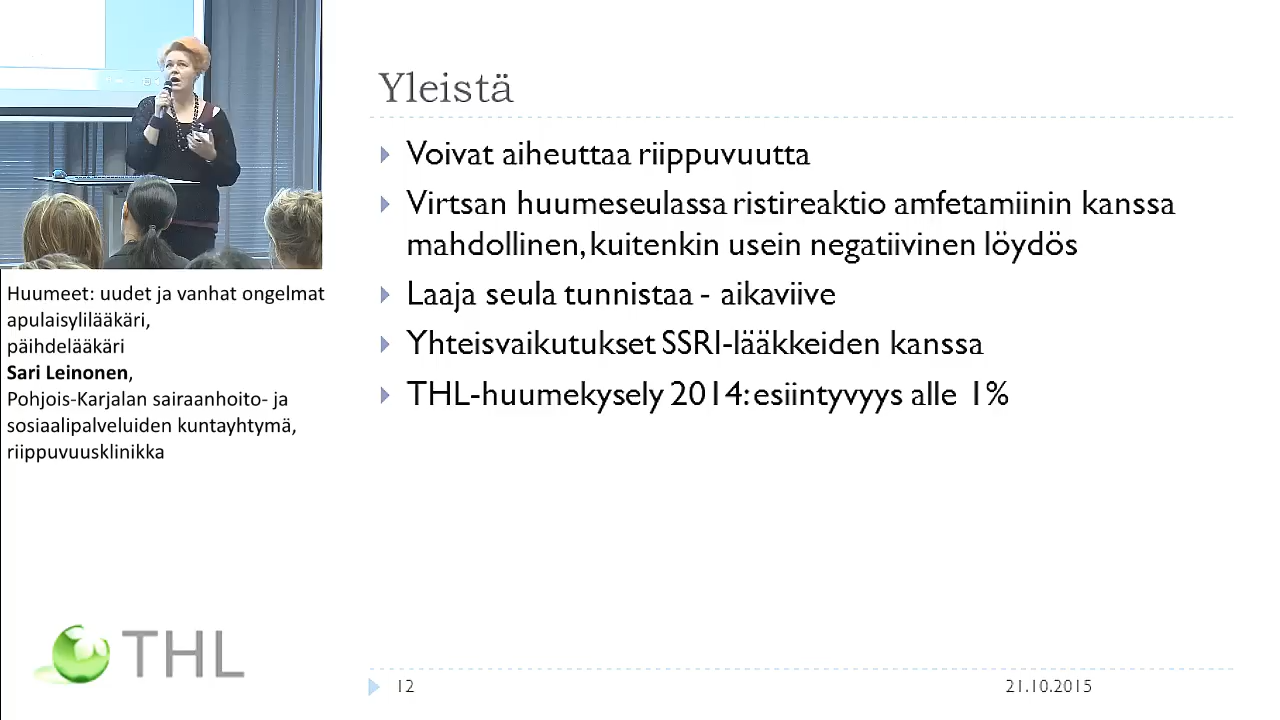 Yleistä
Voivat aiheuttaa riippuvuutta
Virtsan huumeseulassa ristireaktio amfetamiinin kanssa
mahdollinen, kuitenkin usein negatiivinen löydös
Laaja seula tunnistaa - aikaviive
Yhteisvaikutukset SSRI-lääkkeiden kanssa
THL-huumekysely 2014: esiintyvyys alle 1%
Huumeet: uudet ja vanhat ongelmat
apulaisylilääkäri,
päihdelääkäri
Sari Leinonen,
Pohjois-Karjalan sairaanhoito- ja
sosiaalipalveluiden kuntayhtymä,
riippuvuusklinikka
THL
12
21.10.2015